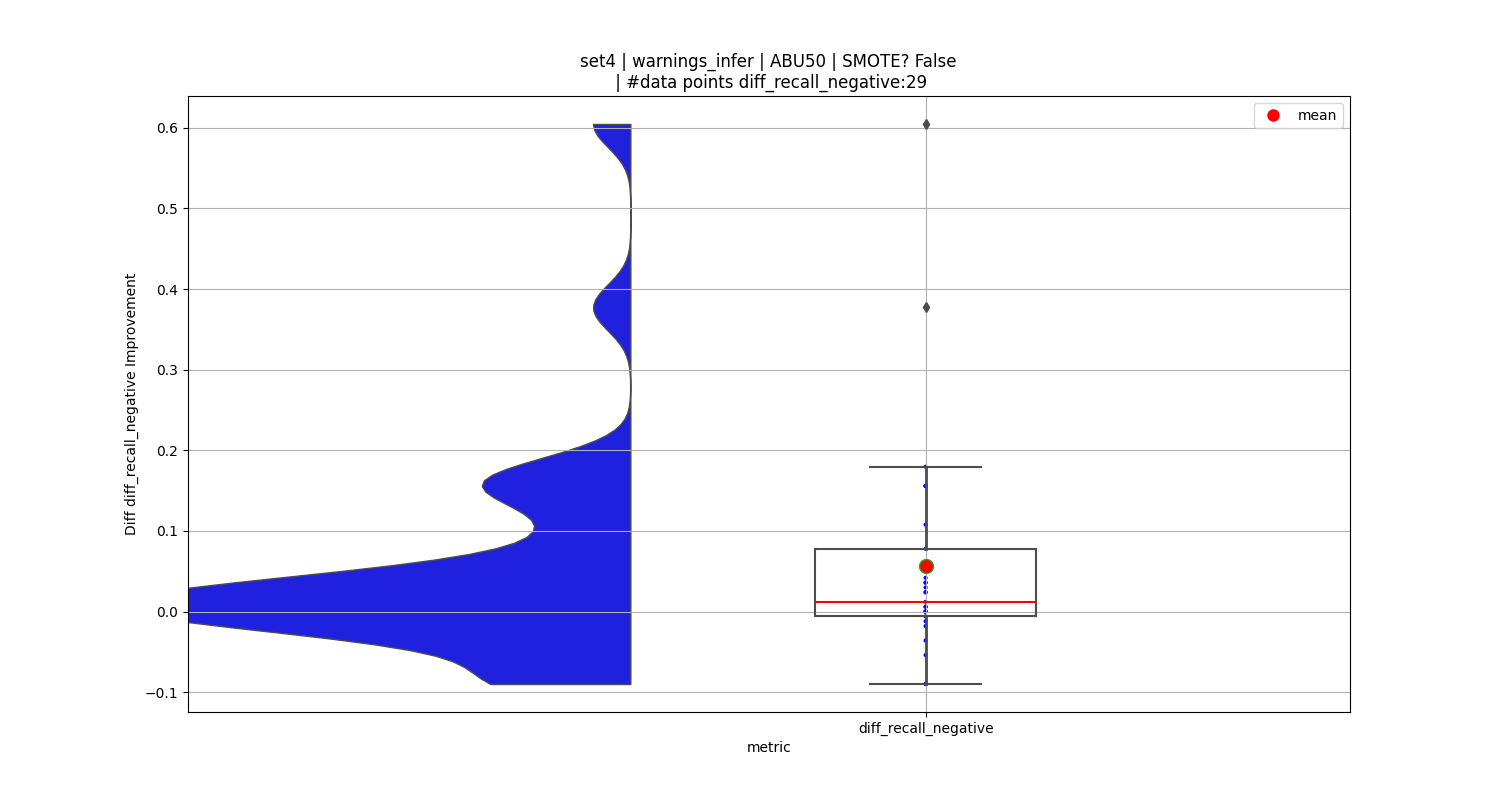 set4 | warnings_infer | ABU50 | SMOTE? False
| #data points diff_recall_negative:29
mean
0.6
0.5
0.4
0.3
0.2
0.1
0.0
−0.1
Diff diff_recall_negative Improvement
diff_recall_negative
metric